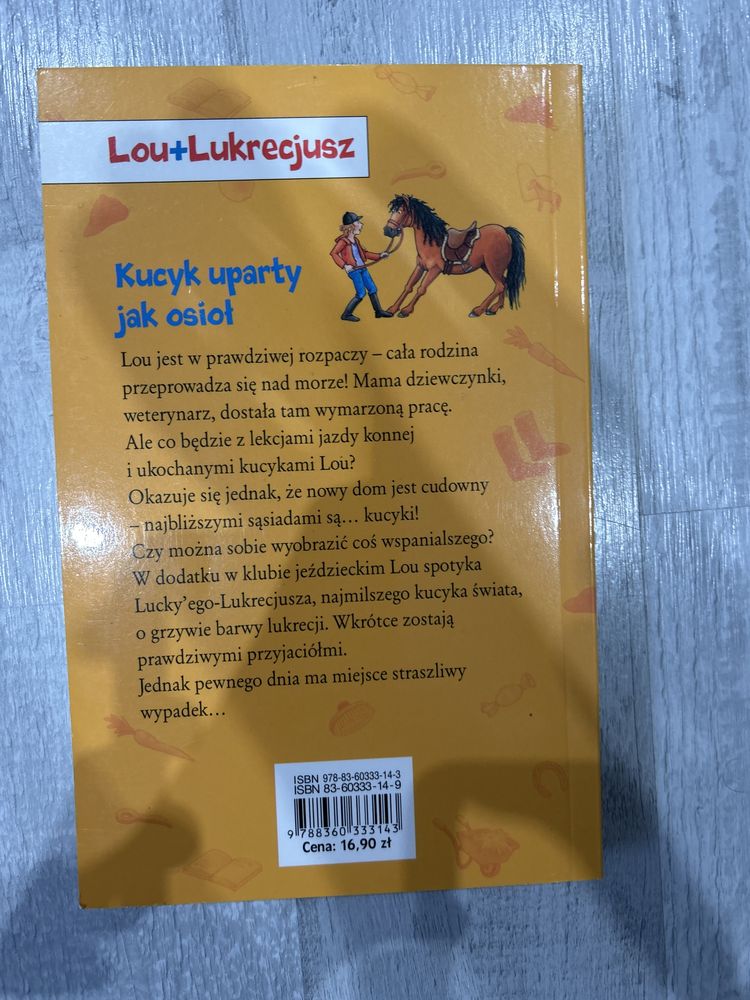 Lou+Lukrecjusz
Kucyk uparty
jak osioł
Lou jest w prawdziwej rozpaczy – cała rodzina
przeprowadza się nad morze! Mama dziewczynki,
weterynarz, dostała tam wymarzoną pracę.
Ale co będzie z lekcjami jazdy konnej
i ukochanymi kucykami Lou?
Okazuje się jednak, że nowy dom jest cudowny
– najbliższymi sąsiadami są... kucyki!
Czy można sobie wyobrazić coś wspanialszego?
W dodatku w klubie jeździeckim Lou spotyka
Lucky'ego-Lukrecjusza, najmilszego kucyka świata,
o grzywie barwy lukrecji. Wkrótce zostają
prawdziwymi przyjaciółmi.
Jednak pewnego dnia ma miejsce straszliwy
wypadek...
ISBN 978-83-60333-14-3
ISBN 83-60333-14-9
9 788360 333143
Cena: 16,90 zł